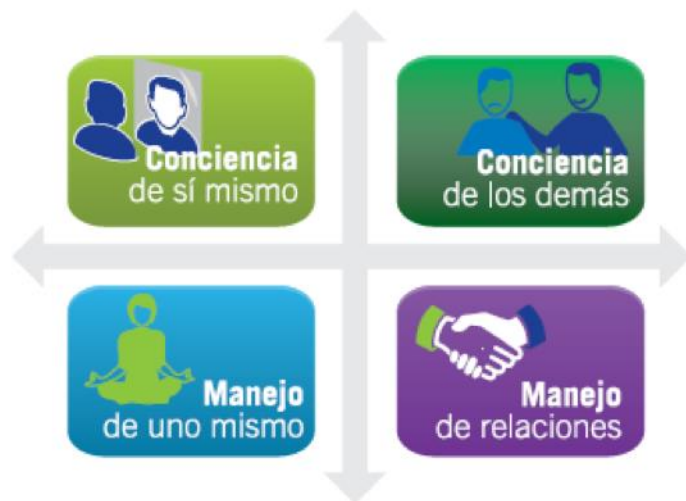 Conciencia
de sí mismo
Conciencia
de los demás
Manejo
de uno mismo
Manejo
de relaciones